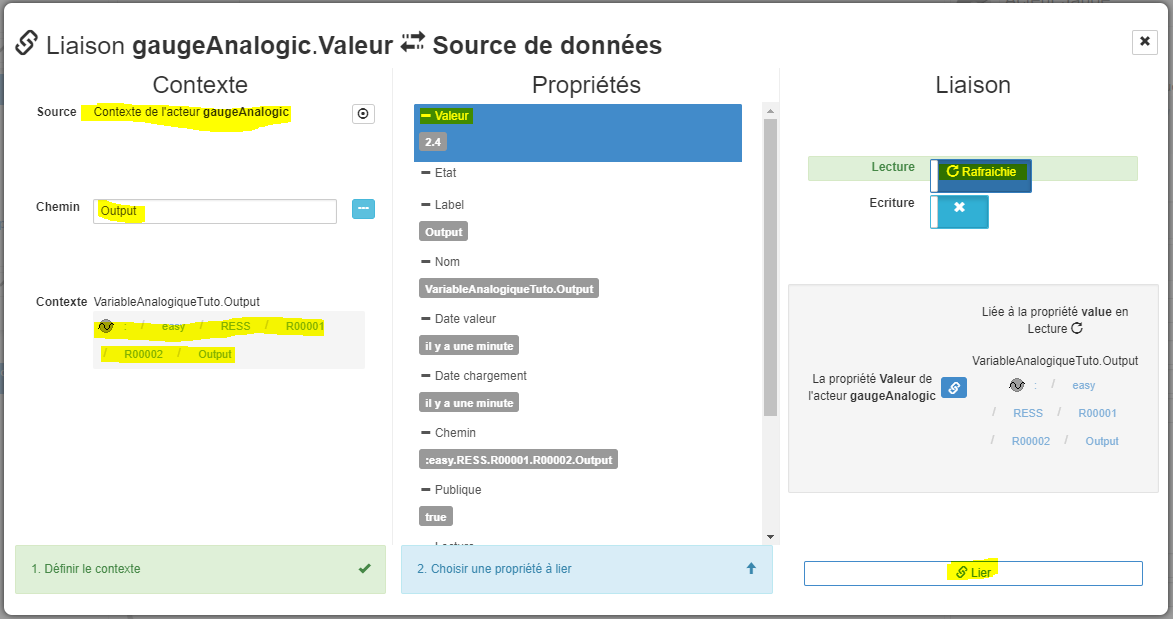 Liaison gaugeAnalogic.Valeur Source de données
Contexte
Source Contexte de l'acteur gaugeAnalogic
Chemin Output
Contexte VariableAnalogiqueTuto.Output
: / easy / RESS / R00001
/ R00002 / Output
1. Définir le contexte
Propriétés
Valeur
2.4
Etat
Label
Output
Nom
VariableAnalogiqueTuto.Output
Date valeur
il y a une minute
Date chargement
il y a une minute
Chemin
:easy.RESS.R00001.R00002.Output
Publique
true
2. Choisir une propriété à lier
Liaison
Lecture Rafraichie
Ecriture
La propriété Valeur de
l'acteur gaugeAnalogic
Liée à la propriété value en
Lecture
VariableAnalogiqueTuto.Output
: / easy
/ RESS / R00001
/ R00002 / Output
Lier